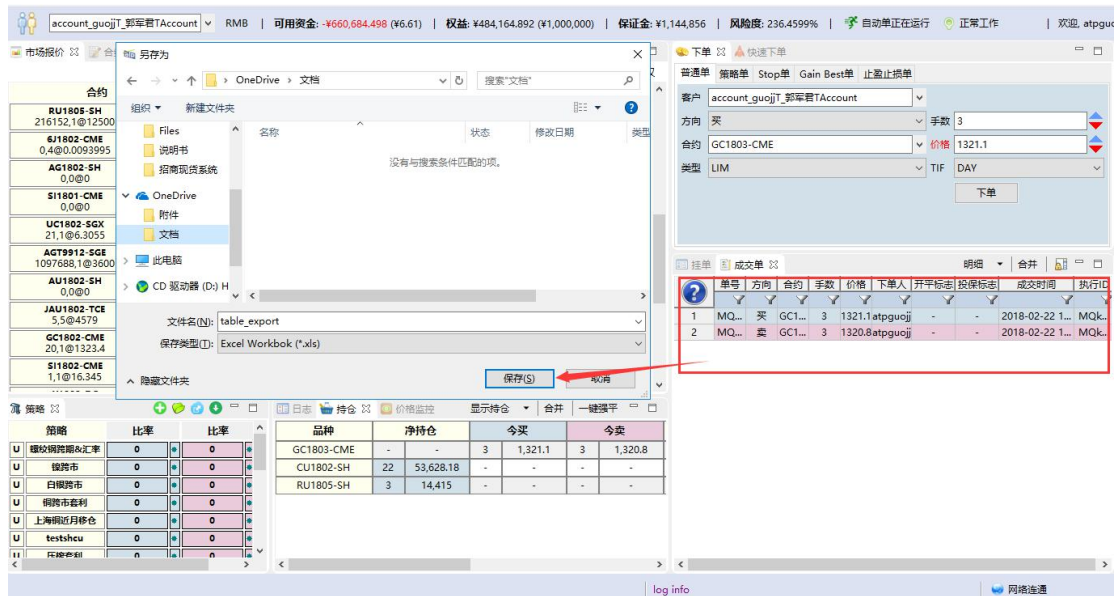 account_guojjT_郭军君TAccount RMB | 可用资金: -¥660,684.498 (¥6.61) | 权益: ¥484,164.892 (¥1,000,000) | 保证金: ¥1,144,856 | 风险度: 236.4599% | 自动单正在运行 正常工作 | 欢迎, atpguo
市场报价
合约
RU1805-SH
216152,1@12500
6J1802-CME
0,4@0.0093995
AG1802-SH
0,0@0
SI1801-CME
0,0@0
UC1802-SGX
21,1@6.3055
AGT9912-SGE
1097688,1@3600
AU1802-SH
0,0@0
JAU1802-TCE
5,5@4579
GC1802-CME
20,1@1323.4
SI1802-CME
1,1@16.345
另存为
OneDrive › 文档
搜索"文档"
组织 新建文件夹
Files
说明书
招商现货系统
OneDrive
附件
文档
此电脑
CD 驱动器 (D:) H
名称 状态 修改日期 类型
没有与搜索条件匹配的项。
文件名(N): table_export
保存类型(T): Excel Workbok (*.xls)
隐藏文件夹
保存(S) 取消
下单 快速下单
普通单 策略单 Stop单 Gain Best单 止盈止损单
客户 account_guojjT_郭军君TAccount
方向 买 手数 3
合约 GC1803-CME 价格 1321.1
类型 LIM TIF DAY
下单
挂单 成交单 明细 合并
单号 方向 合约 手数 价格 下单人 开平标志 投保标志 成交时间 执行ID
1 MQ... 买 GC1... 3 1321.1 atpguojj - - 2018-02-22 1... MQk...
2 MQ... 卖 GC1... 3 1320.8 atpguojj - - 2018-02-22 1... MQk...
策略
策略 比率 比率
U 螺纹钢跨期&汇率 0 0
U 镍跨市 0 0
U 白银跨市 0 0
U 铜跨市套利 0 0
U 上海铜近月移仓 0 0
U testshcu 0 0
U 压榨套利 0 0
日志 持仓 价格监控 显示持仓 合并 一键强平
品种 净持仓 今买 今卖
GC1803-CME - - 3 1,321.1 3 1,320.8
CU1802-SH 22 53,628.18 - - - -
RU1805-SH 3 14,415 - - - -
log info 网络连通